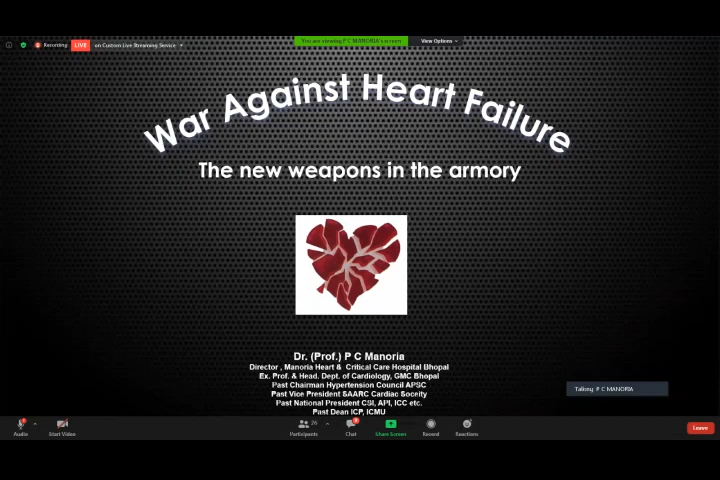 Recording
LIVE
on Custom Live Streaming Service
You are viewing P C MANORIA's screen
View Options
War Against Heart Failure
The new weapons in the armory
Dr. (Prof.) P C Manoria
Director , Manoria Heart & Critical Care Hospital Bhopal
Ex. Prof. & Head. Dept. of Cardiology, GMC Bhopal
Past Chairman Hypertension Council APSC
Past Vice President SAARC Cardiac Soceity
Past National President CSI, API, ICC etc.
Past Dean ICP, ICMU
Talking: P C MANORIA
Audio
Start Video
26
Participants
Chat
Share Screen
Record
Reactions
Leave